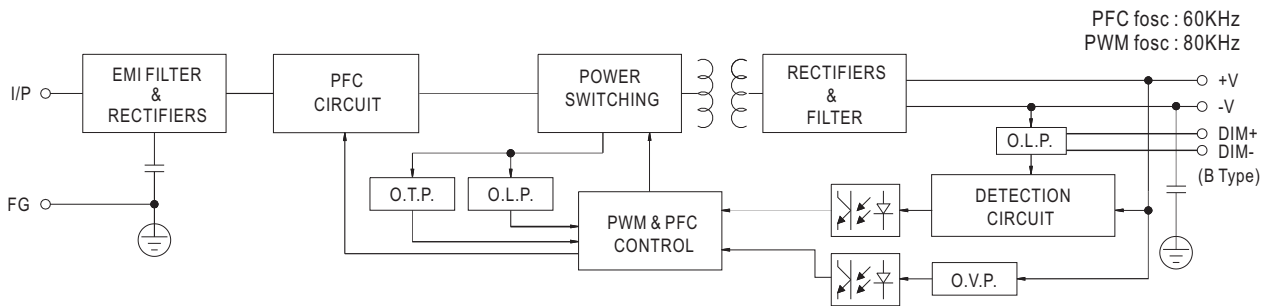 PFC fosc : 60KHz
PWM fosc : 80KHz
I/P
EMI FILTER
&
RECTIFIERS
PFC
CIRCUIT
POWER
SWITCHING
RECTIFIERS
&
FILTER
+V
-V
DIM+
DIM-
(B Type)
O.L.P.
FG
O.T.P.
O.L.P.
PWM & PFC
CONTROL
DETECTION
CIRCUIT
O.V.P.